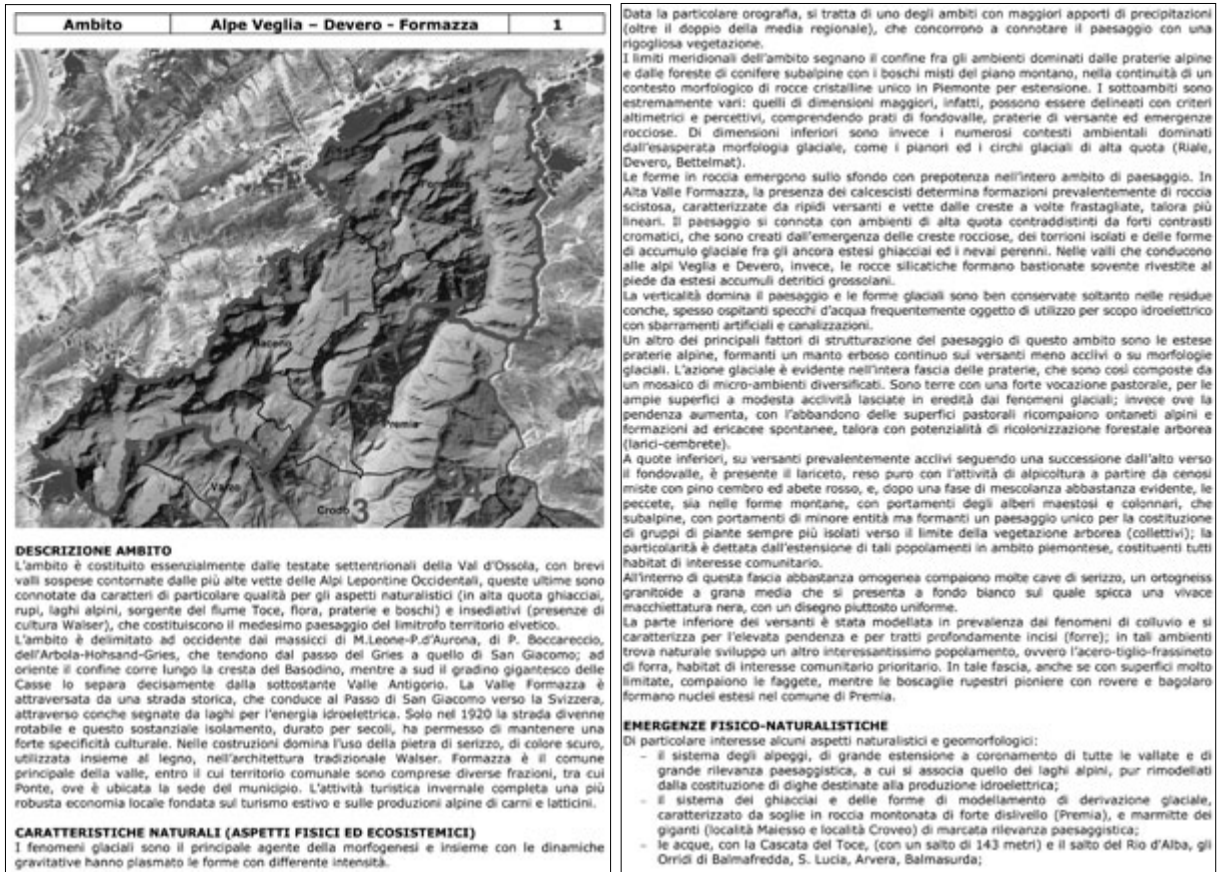 Ambito Alpe Veglia – Devero - Formazza 1
Formazza
1
Baceno
Premia
Varzo
Crodo 3
4
DESCRIZIONE AMBITO
L'ambito è costituito essenzialmente dalle testate settentrionali della Val d'Ossola, con brevi
valli sospese contornate dalle più alte vette delle Alpi Lepontine Occidentali, queste ultime sono
connotate da caratteri di particolare qualità per gli aspetti naturalistici (in alta quota ghiacciai,
rupi, laghi alpini, sorgente del fiume Toce, flora, praterie e boschi) e insediativi (presenze di
cultura Walser), che costituiscono il medesimo paesaggio del limitrofo territorio elvetico.
L'ambito è delimitato ad occidente dai massicci di M.Leone-P.d'Aurona, di P. Boccareccio,
dell'Arbola-Hohsand-Gries, che tendono dal passo del Gries a quello di San Giacomo; ad
oriente il confine corre lungo la cresta del Basodino, mentre a sud il gradino gigantesco delle
Casse lo separa decisamente dalla sottostante Valle Antigorio. La Valle Formazza è
attraversata da una strada storica, che conduce al Passo di San Giacomo verso la Svizzera,
attraverso conche segnate da laghi per l'energia idroelettrica. Solo nel 1920 la strada divenne
rotabile e questo sostanziale isolamento, durato per secoli, ha permesso di mantenere una
forte specificità culturale. Nelle costruzioni domina l'uso della pietra di serizzo, di colore scuro,
utilizzata insieme al legno, nell'architettura tradizionale Walser. Formazza è il comune
principale della valle, entro il cui territorio comunale sono comprese diverse frazioni, tra cui
Ponte, ove è ubicata la sede del municipio. L'attività turistica invernale completa una più
robusta economia locale fondata sul turismo estivo e sulle produzioni alpine di carni e latticini.
CARATTERISTICHE NATURALI (ASPETTI FISICI ED ECOSISTEMICI)
I fenomeni glaciali sono il principale agente della morfogenesi e insieme con le dinamiche
gravitative hanno plasmato le forme con differente intensità.
Data la particolare orografia, si tratta di uno degli ambiti con maggiori apporti di precipitazioni
(oltre il doppio della media regionale), che concorrono a connotare il paesaggio con una
rigogliosa vegetazione.
I limiti meridionali dell'ambito segnano il confine fra gli ambienti dominati dalle praterie alpine
e dalle foreste di conifere subalpine con i boschi misti del piano montano, nella continuità di un
contesto morfologico di rocce cristalline unico in Piemonte per estensione. I sottoambiti sono
estremamente vari: quelli di dimensioni maggiori, infatti, possono essere delineati con criteri
altimetrici e percettivi, comprendendo prati di fondovalle, praterie di versante ed emergenze
rocciose. Di dimensioni inferiori sono invece i numerosi contesti ambientali dominati
dall'esasperata morfologia glaciale, come i pianori ed i circhi glaciali di alta quota (Riale,
Devero, Bettelmat).
Le forme in roccia emergono sullo sfondo con prepotenza nell'intero ambito di paesaggio. In
Alta Valle Formazza, la presenza dei calcescisti determina formazioni prevalentemente di roccia
scistosa, caratterizzate da ripidi versanti e vette dalle creste a volte frastagliate, talora più
lineari. Il paesaggio si connota con ambienti di alta quota contraddistinti da forti contrasti
cromatici, che sono creati dall'emergenza delle creste rocciose, dei torrioni isolati e delle forme
di accumulo glaciale fra gli ancora estesi ghiacciai ed i nevai perenni. Nelle valli che conducono
alle alpi Veglia e Devero, invece, le rocce silicatiche formano bastionate sovente rivestite al
piede da estesi accumuli detritici grossolani.
La verticalità domina il paesaggio e le forme glaciali sono ben conservate soltanto nelle residue
conche, spesso ospitanti specchi d'acqua frequentemente oggetto di utilizzo per scopo idroelettrico
con sbarramenti artificiali e canalizzazioni.
Un altro dei principali fattori di strutturazione del paesaggio di questo ambito sono le estese
praterie alpine, formanti un manto erboso continuo sui versanti meno acclivi o su morfologie
glaciali. L'azione glaciale è evidente nell'intera fascia delle praterie, che sono così composte da
un mosaico di micro-ambienti diversificati. Sono terre con una forte vocazione pastorale, per le
ampie superfici a modesta acclività lasciate in eredità dai fenomeni glaciali; invece ove la
pendenza aumenta, con l'abbandono delle superfici pastorali ricompaiono ontaneti alpini e
formazioni ad ericacee spontanee, talora con potenzialità di ricolonizzazione forestale arborea
(larici-cembrete).
A quote inferiori, su versanti prevalentemente acclivi seguendo una successione dall'alto verso
il fondovalle, è presente il lariceto, reso puro con l'attività di alpicoltura a partire da cenosi
miste con pino cembro ed abete rosso, e, dopo una fase di mescolanza abbastanza evidente, le
peccete, sia nelle forme montane, con portamenti degli alberi maestosi e colonnari, che
subalpine, con portamenti di minore entità ma formanti un paesaggio unico per la costituzione
di gruppi di piante sempre più isolati verso il limite della vegetazione arborea (collettivi); la
particolarità è dettata dall'estensione di tali popolamenti in ambito piemontese, costituenti tutti
habitat di interesse comunitario.
All'interno di questa fascia abbastanza omogenea compaiono molte cave di serizzo, un ortogneiss
granitoide a grana media che si presenta a fondo bianco sul quale spicca una vivace
macchiettatura nera, con un disegno piuttosto uniforme.
La parte inferiore dei versanti è stata modellata in prevalenza dai fenomeni di colluvio e si
caratterizza per l'elevata pendenza e per tratti profondamente incisi (forre); in tali ambienti
trova naturale sviluppo un altro interessantissimo popolamento, ovvero l'acero-tiglio-frassineto
di forra, habitat di interesse comunitario prioritario. In tale fascia, anche se con superfici molto
limitate, compaiono le faggete, mentre le boscaglie rupestri pioniere con rovere e bagolaro
formano nuclei estesi nel comune di Premia.
EMERGENZE FISICO-NATURALISTICHE
Di particolare interesse alcuni aspetti naturalistici e geomorfologici:
- il sistema degli alpeggi, di grande estensione a coronamento di tutte le vallate e di
grande rilevanza paesaggistica, a cui si associa quello dei laghi alpini, pur rimodellati
dalla costituzione di dighe destinate alla produzione idroelettrica;
- il sistema dei ghiacciai e delle forme di modellamento di derivazione glaciale,
caratterizzato da soglie in roccia montonata di forte dislivello (Premia), e marmitte dei
giganti (località Maiesso e località Croveo) di marcata rilevanza paesaggistica;
- le acque, con la Cascata del Toce, (con un salto di 143 metri) e il salto del Rio d'Alba, gli
Orridi di Balmafredda, S. Lucia, Arvera, Balmasurda;